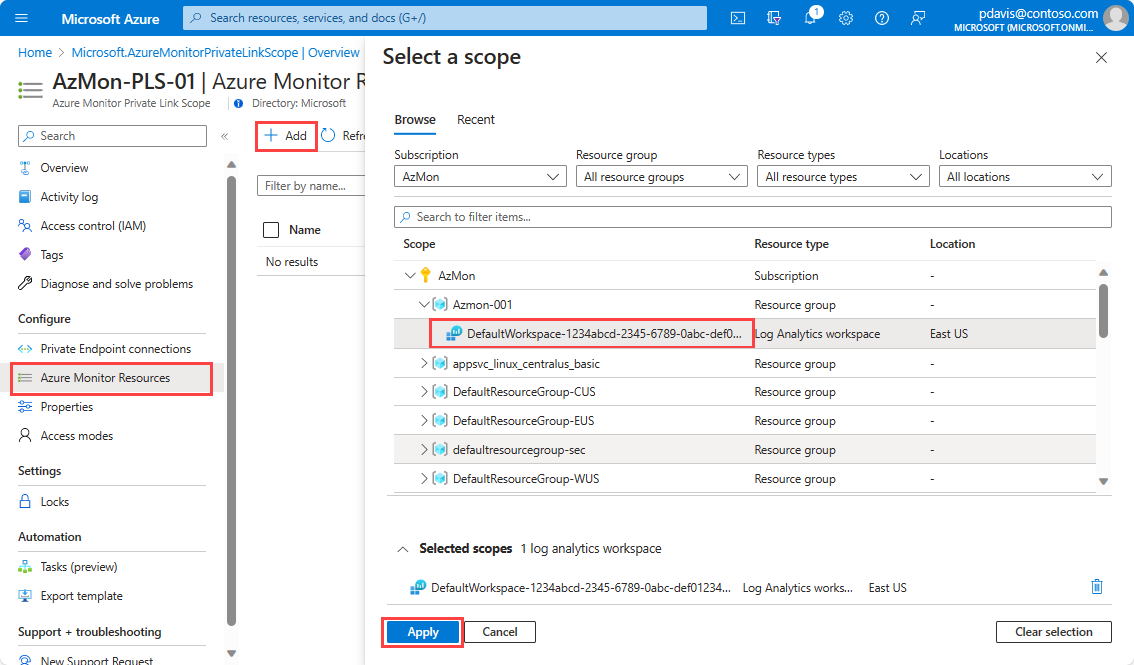 Microsoft Azure
Search resources, services, and docs (G+/)
1
pdavis@contoso.com
MICROSOFT (MICROSOFT.ONMI...
Home > Microsoft.AzureMonitorPrivateLinkScope | Overview
AzMon-PLS-01 | Azure Monitor R
Azure Monitor Private Link Scope
Directory: Microsoft
Search
«
Overview
Activity log
Access control (IAM)
Tags
Diagnose and solve problems
Configure
Private Endpoint connections
Azure Monitor Resources
Properties
Access modes
Settings
Locks
Automation
Tasks (preview)
Export template
Support + troubleshooting
New Support Request
+ Add
Refre
Filter by name...
Name
No results
Select a scope
Browse Recent
Subscription Resource group Resource types Locations
AzMon All resource groups All resource types All locations
Search to filter items...
Scope Resource type Location
AzMon Subscription -
Azmon-001 Resource group -
DefaultWorkspace-1234abcd-2345-6789-0abc-def0... Log Analytics workspace East US
appsvc_linux_centralus_basic Resource group -
DefaultResourceGroup-CUS Resource group -
DefaultResourceGroup-EUS Resource group -
defaultresourcegroup-sec Resource group -
DefaultResourceGroup-WUS Resource group -
Selected scopes 1 log analytics workspace
DefaultWorkspace-1234abcd-2345-6789-0abc-def01234... Log Analytics works... East US
Apply Cancel Clear selection